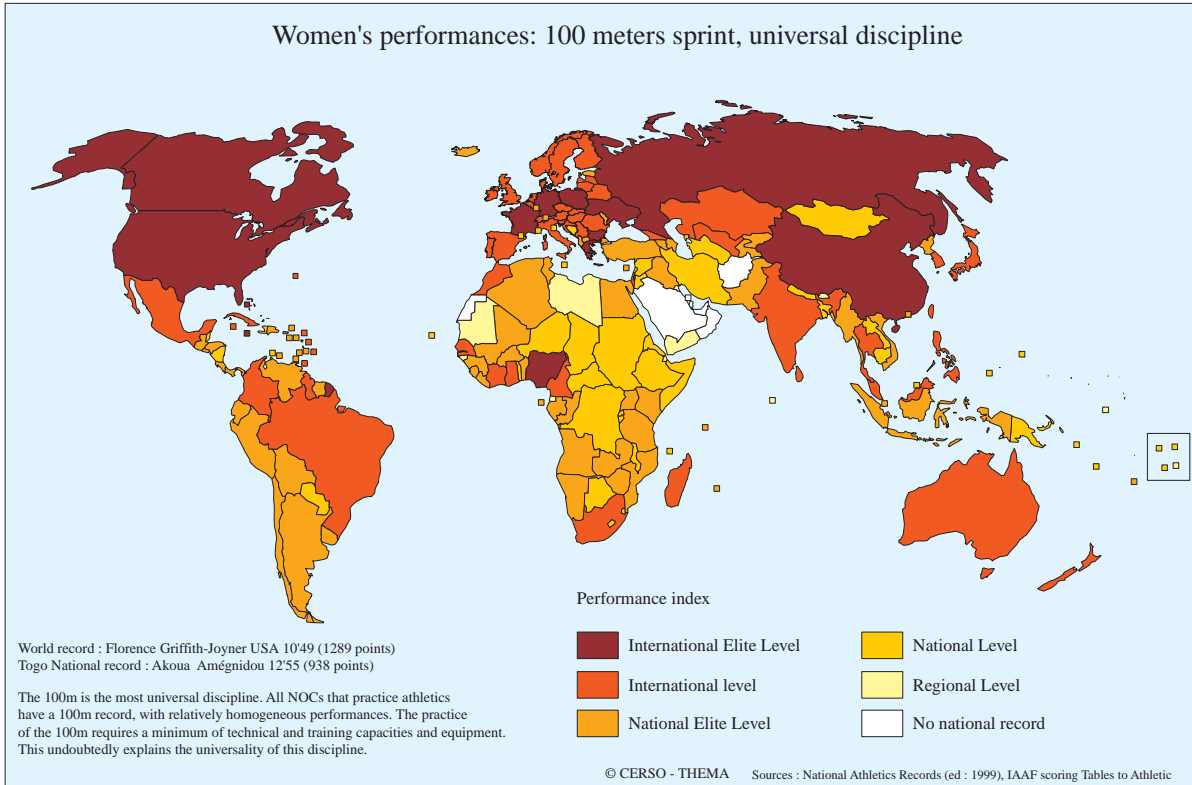 Women's performances: 100 meters sprint, universal discipline
Performance index
International Elite Level
International level
National Elite Level
National Level
Regional Level
No national record
World record : Florence Griffith-Joyner USA 10'49 (1289 points)
Togo National record : Akoua Amégnidou 12'55 (938 points)
The 100m is the most universal discipline. All NOCs that practice athletics
have a 100m record, with relatively homogeneous performances. The practice
of the 100m requires a minimum of technical and training capacities and equipment.
This undoubtedly explains the universality of this discipline.
© CERSO - THEMA
Sources : National Athletics Records (ed : 1999), IAAF scoring Tables to Athletic